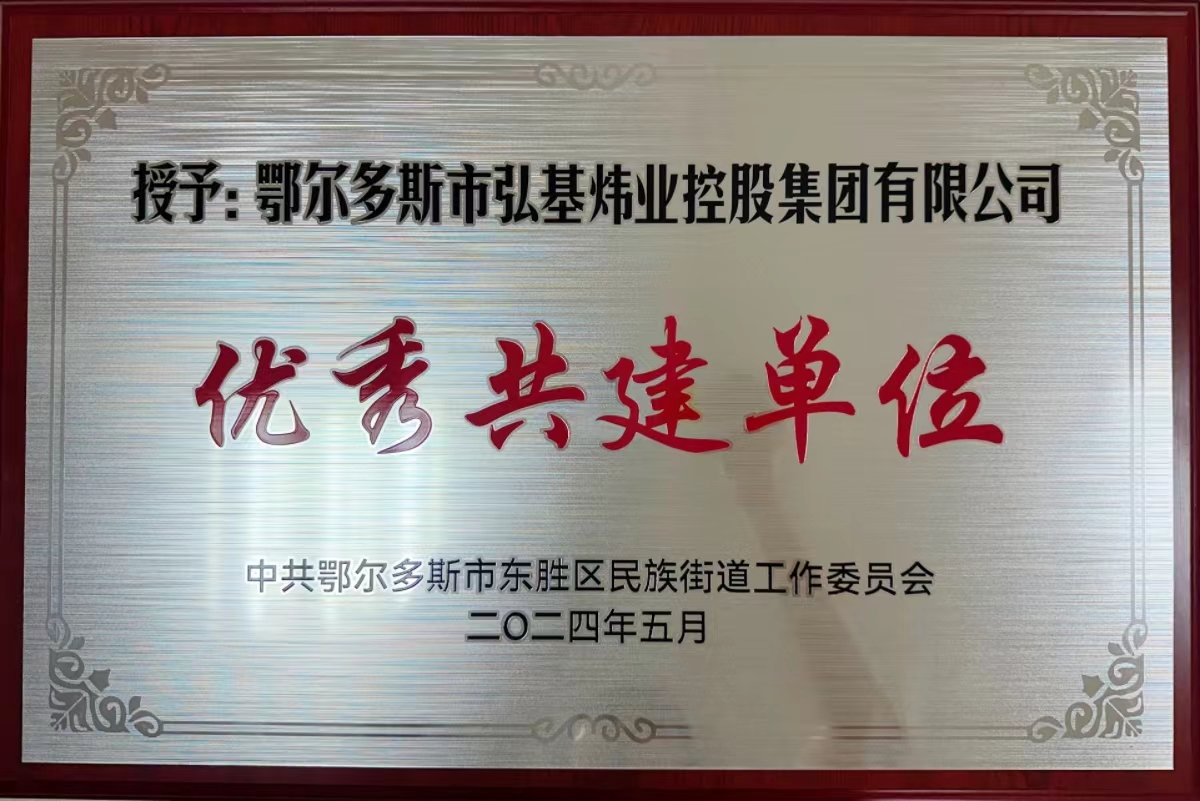 授予:鄂尔多斯市弘基炜业控股集团有限公司
优秀共建单位
中共鄂尔多斯市东胜区民族街道工作委员会
二〇二四年五月